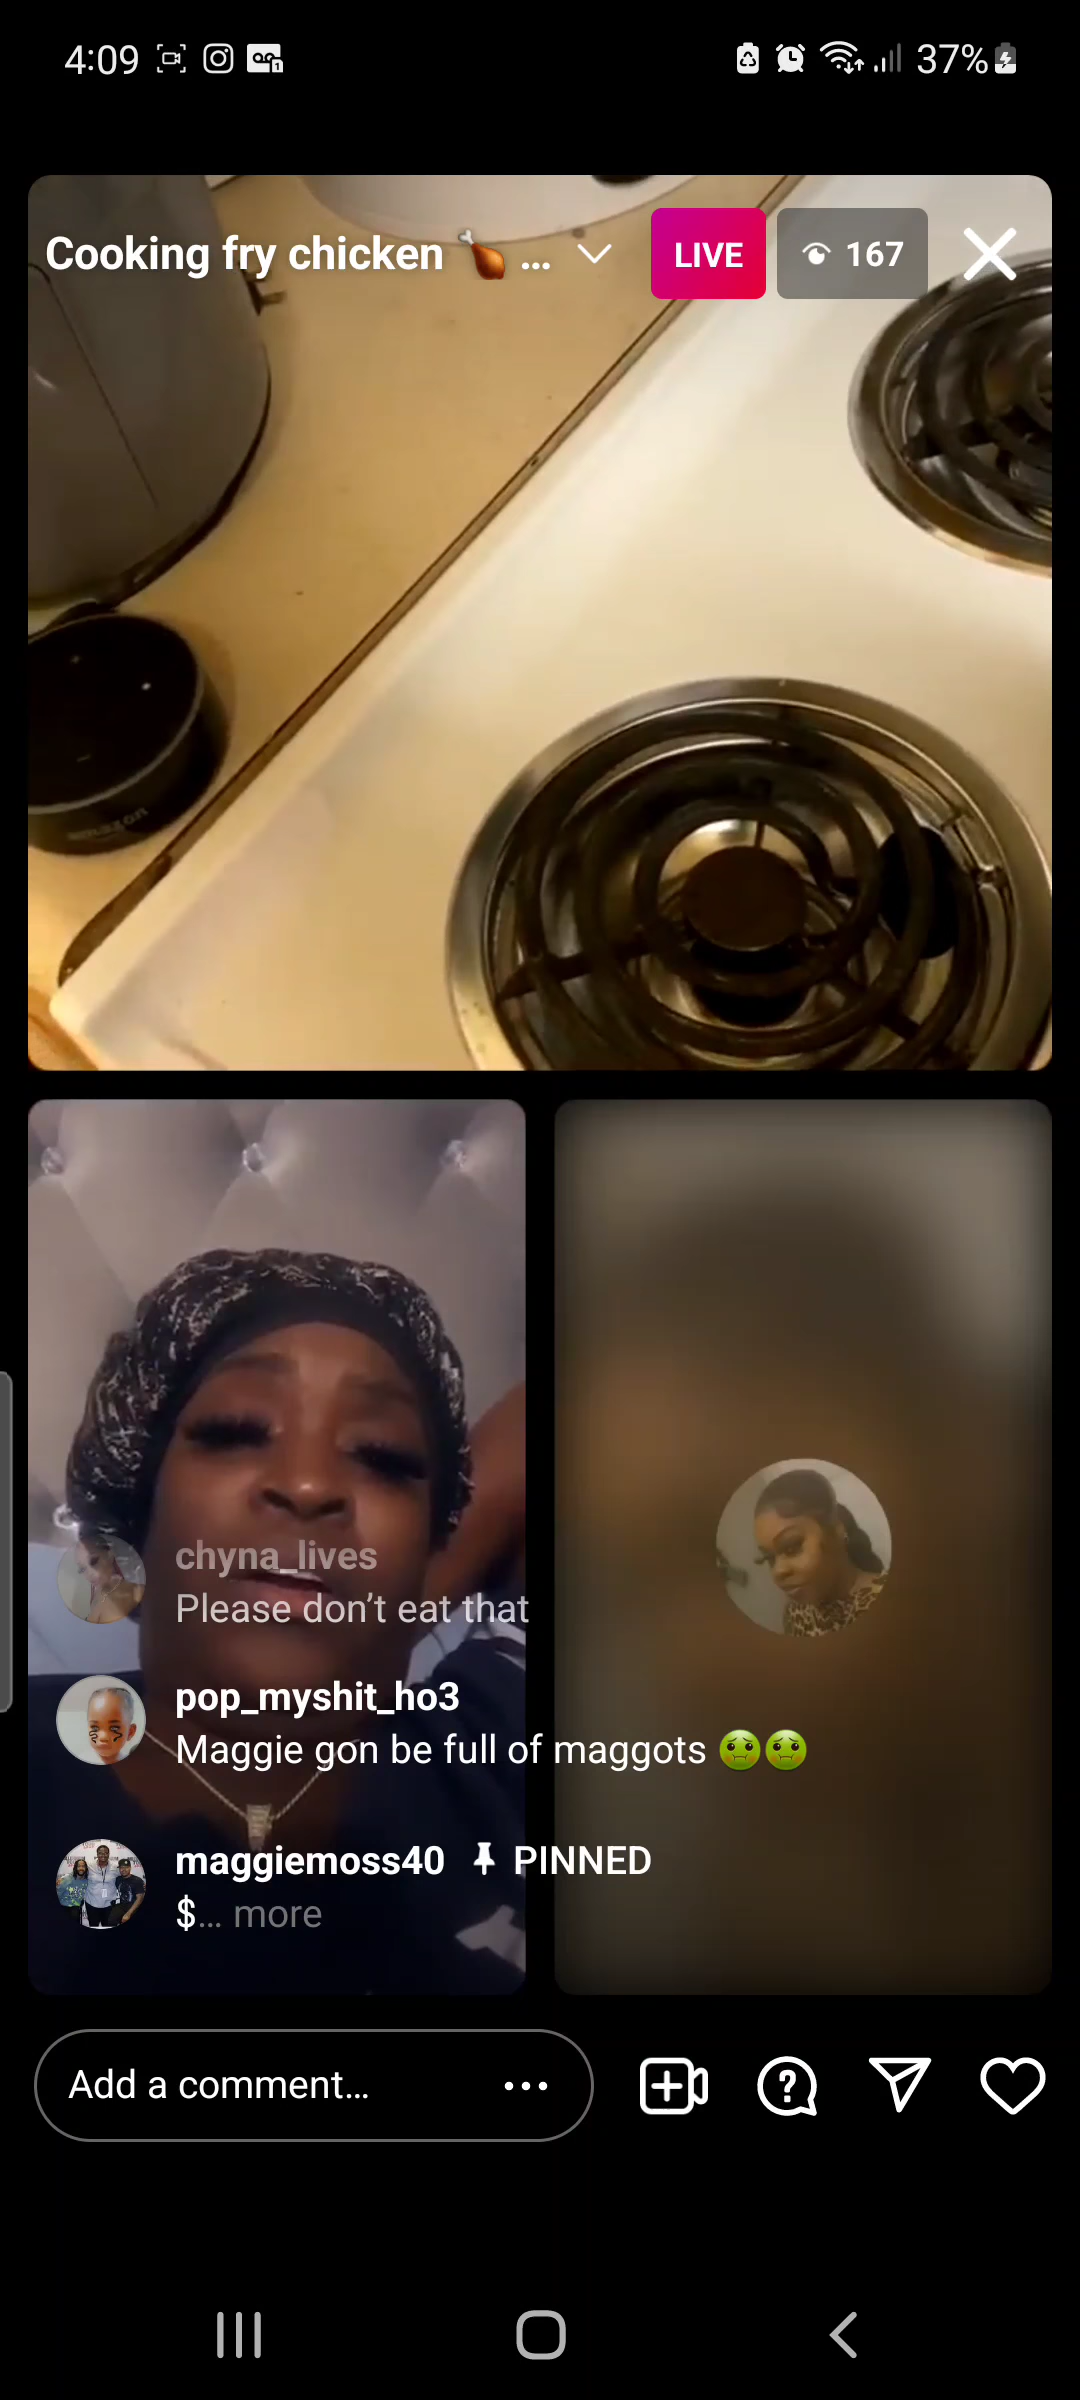 4:09
37%
Cooking fry chicken 🍗 ...
LIVE
167
amazon
chyna_lives
Please don't eat that
pop_myshit_ho3
Maggie gon be full of maggots 🤢🤢
maggiemoss40 📌 PINNED
$... more
Add a comment...